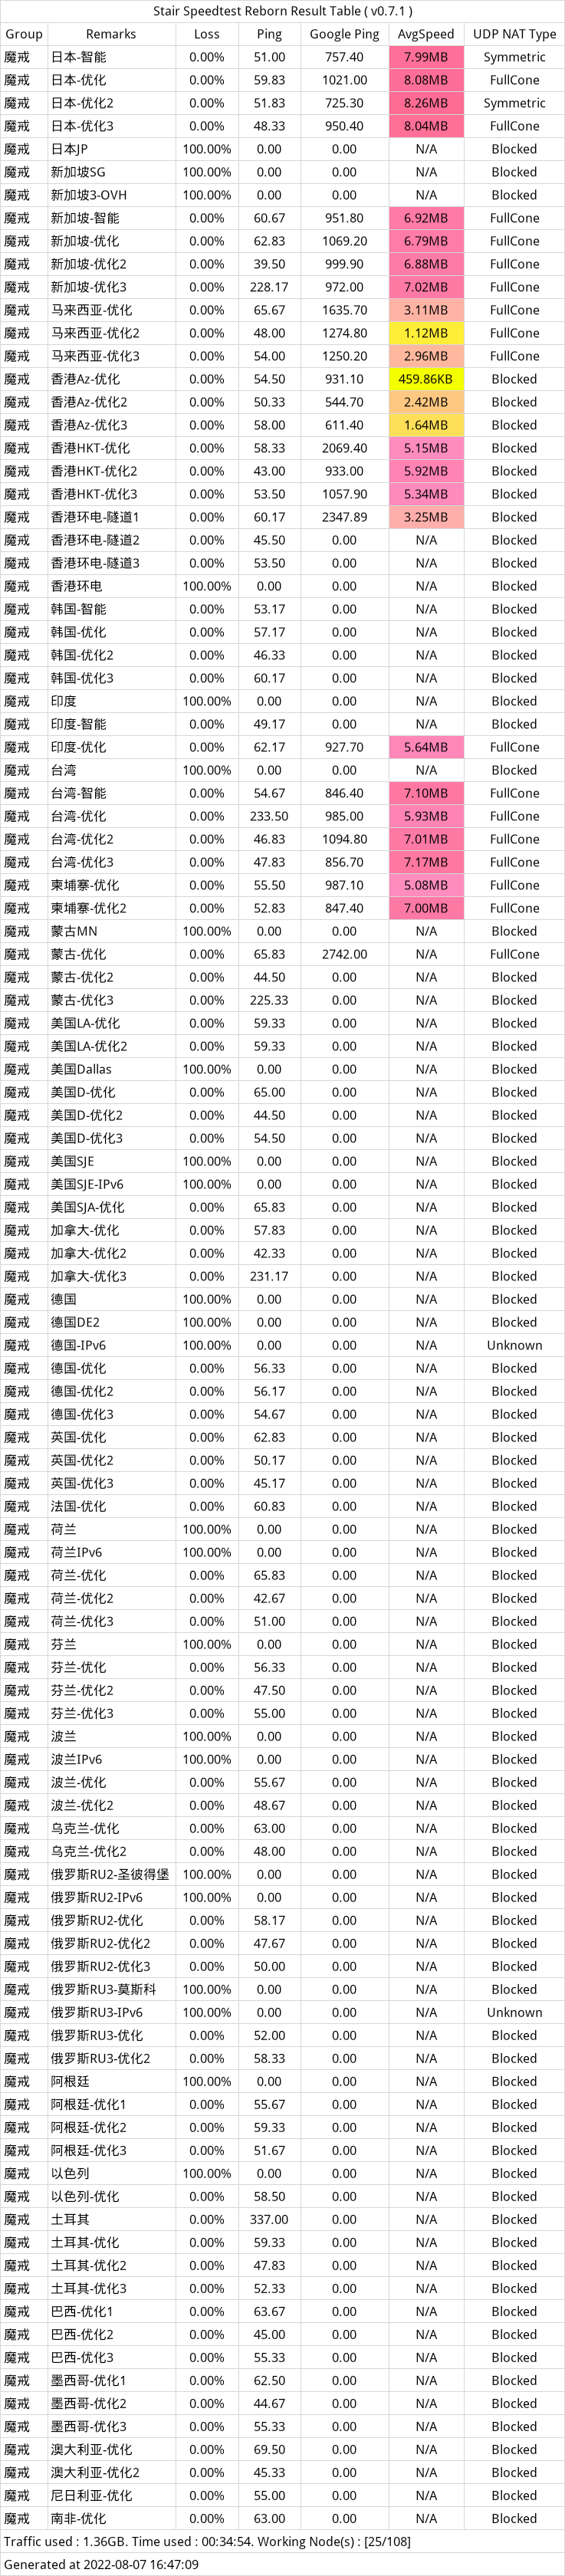 Stair Speedtest Reborn Result Table ( v0.7.1 )
Group Remarks Loss Ping Google Ping AvgSpeed UDP NAT Type
魔戒 日本-智能 0.00% 51.00 757.40 7.99MB Symmetric
魔戒 日本-优化 0.00% 59.83 1021.00 8.08MB FullCone
魔戒 日本-优化2 0.00% 51.83 725.30 8.26MB Symmetric
魔戒 日本-优化3 0.00% 48.33 950.40 8.04MB FullCone
魔戒 日本JP 100.00% 0.00 0.00 N/A Blocked
魔戒 新加坡SG 100.00% 0.00 0.00 N/A Blocked
魔戒 新加坡3-OVH 100.00% 0.00 0.00 N/A Blocked
魔戒 新加坡-智能 0.00% 60.67 951.80 6.92MB FullCone
魔戒 新加坡-优化 0.00% 62.83 1069.20 6.79MB FullCone
魔戒 新加坡-优化2 0.00% 39.50 999.90 6.88MB FullCone
魔戒 新加坡-优化3 0.00% 228.17 972.00 7.02MB FullCone
魔戒 马来西亚-优化 0.00% 65.67 1635.70 3.11MB FullCone
魔戒 马来西亚-优化2 0.00% 48.00 1274.80 1.12MB FullCone
魔戒 马来西亚-优化3 0.00% 54.00 1250.20 2.96MB FullCone
魔戒 香港Az-优化 0.00% 54.50 931.10 459.86KB Blocked
魔戒 香港Az-优化2 0.00% 50.33 544.70 2.42MB Blocked
魔戒 香港Az-优化3 0.00% 58.00 611.40 1.64MB Blocked
魔戒 香港HKT-优化 0.00% 58.33 2069.40 5.15MB Blocked
魔戒 香港HKT-优化2 0.00% 43.00 933.00 5.92MB Blocked
魔戒 香港HKT-优化3 0.00% 53.50 1057.90 5.34MB Blocked
魔戒 香港环电-隧道1 0.00% 60.17 2347.89 3.25MB Blocked
魔戒 香港环电-隧道2 0.00% 45.50 0.00 N/A Blocked
魔戒 香港环电-隧道3 0.00% 53.50 0.00 N/A Blocked
魔戒 香港环电 100.00% 0.00 0.00 N/A Blocked
魔戒 韩国-智能 0.00% 53.17 0.00 N/A Blocked
魔戒 韩国-优化 0.00% 57.17 0.00 N/A Blocked
魔戒 韩国-优化2 0.00% 46.33 0.00 N/A Blocked
魔戒 韩国-优化3 0.00% 60.17 0.00 N/A Blocked
魔戒 印度 100.00% 0.00 0.00 N/A Blocked
魔戒 印度-智能 0.00% 49.17 0.00 N/A Blocked
魔戒 印度-优化 0.00% 62.17 927.70 5.64MB FullCone
魔戒 台湾 100.00% 0.00 0.00 N/A Blocked
魔戒 台湾-智能 0.00% 54.67 846.40 7.10MB FullCone
魔戒 台湾-优化 0.00% 233.50 985.00 5.93MB FullCone
魔戒 台湾-优化2 0.00% 46.83 1094.80 7.01MB FullCone
魔戒 台湾-优化3 0.00% 47.83 856.70 7.17MB FullCone
魔戒 柬埔寨-优化 0.00% 55.50 987.10 5.08MB FullCone
魔戒 柬埔寨-优化2 0.00% 52.83 847.40 7.00MB FullCone
魔戒 蒙古MN 100.00% 0.00 0.00 N/A Blocked
魔戒 蒙古-优化 0.00% 65.83 2742.00 N/A FullCone
魔戒 蒙古-优化2 0.00% 44.50 0.00 N/A Blocked
魔戒 蒙古-优化3 0.00% 225.33 0.00 N/A Blocked
魔戒 美国LA-优化 0.00% 59.33 0.00 N/A Blocked
魔戒 美国LA-优化2 0.00% 59.33 0.00 N/A Blocked
魔戒 美国Dallas 100.00% 0.00 0.00 N/A Blocked
魔戒 美国D-优化 0.00% 65.00 0.00 N/A Blocked
魔戒 美国D-优化2 0.00% 44.50 0.00 N/A Blocked
魔戒 美国D-优化3 0.00% 54.50 0.00 N/A Blocked
魔戒 美国SJE 100.00% 0.00 0.00 N/A Blocked
魔戒 美国SJE-IPv6 100.00% 0.00 0.00 N/A Blocked
魔戒 美国SJA-优化 0.00% 65.83 0.00 N/A Blocked
魔戒 加拿大-优化 0.00% 57.83 0.00 N/A Blocked
魔戒 加拿大-优化2 0.00% 42.33 0.00 N/A Blocked
魔戒 加拿大-优化3 0.00% 231.17 0.00 N/A Blocked
魔戒 德国 100.00% 0.00 0.00 N/A Blocked
魔戒 德国DE2 100.00% 0.00 0.00 N/A Blocked
魔戒 德国-IPv6 100.00% 0.00 0.00 N/A Unknown
魔戒 德国-优化 0.00% 56.33 0.00 N/A Blocked
魔戒 德国-优化2 0.00% 56.17 0.00 N/A Blocked
魔戒 德国-优化3 0.00% 54.67 0.00 N/A Blocked
魔戒 英国-优化 0.00% 62.83 0.00 N/A Blocked
魔戒 英国-优化2 0.00% 50.17 0.00 N/A Blocked
魔戒 英国-优化3 0.00% 45.17 0.00 N/A Blocked
魔戒 法国-优化 0.00% 60.83 0.00 N/A Blocked
魔戒 荷兰 100.00% 0.00 0.00 N/A Blocked
魔戒 荷兰IPv6 100.00% 0.00 0.00 N/A Blocked
魔戒 荷兰-优化 0.00% 65.83 0.00 N/A Blocked
魔戒 荷兰-优化2 0.00% 42.67 0.00 N/A Blocked
魔戒 荷兰-优化3 0.00% 51.00 0.00 N/A Blocked
魔戒 芬兰 100.00% 0.00 0.00 N/A Blocked
魔戒 芬兰-优化 0.00% 56.33 0.00 N/A Blocked
魔戒 芬兰-优化2 0.00% 47.50 0.00 N/A Blocked
魔戒 芬兰-优化3 0.00% 55.00 0.00 N/A Blocked
魔戒 波兰 100.00% 0.00 0.00 N/A Blocked
魔戒 波兰IPv6 100.00% 0.00 0.00 N/A Blocked
魔戒 波兰-优化 0.00% 55.67 0.00 N/A Blocked
魔戒 波兰-优化2 0.00% 48.67 0.00 N/A Blocked
魔戒 乌克兰-优化 0.00% 63.00 0.00 N/A Blocked
魔戒 乌克兰-优化2 0.00% 48.00 0.00 N/A Blocked
魔戒 俄罗斯RU2-圣彼得堡 100.00% 0.00 0.00 N/A Blocked
魔戒 俄罗斯RU2-IPv6 100.00% 0.00 0.00 N/A Blocked
魔戒 俄罗斯RU2-优化 0.00% 58.17 0.00 N/A Blocked
魔戒 俄罗斯RU2-优化2 0.00% 47.67 0.00 N/A Blocked
魔戒 俄罗斯RU2-优化3 0.00% 50.00 0.00 N/A Blocked
魔戒 俄罗斯RU3-莫斯科 100.00% 0.00 0.00 N/A Blocked
魔戒 俄罗斯RU3-IPv6 100.00% 0.00 0.00 N/A Unknown
魔戒 俄罗斯RU3-优化 0.00% 52.00 0.00 N/A Blocked
魔戒 俄罗斯RU3-优化2 0.00% 58.33 0.00 N/A Blocked
魔戒 阿根廷 100.00% 0.00 0.00 N/A Blocked
魔戒 阿根廷-优化1 0.00% 55.67 0.00 N/A Blocked
魔戒 阿根廷-优化2 0.00% 59.33 0.00 N/A Blocked
魔戒 阿根廷-优化3 0.00% 51.67 0.00 N/A Blocked
魔戒 以色列 100.00% 0.00 0.00 N/A Blocked
魔戒 以色列-优化 0.00% 58.50 0.00 N/A Blocked
魔戒 土耳其 0.00% 337.00 0.00 N/A Blocked
魔戒 土耳其-优化 0.00% 59.33 0.00 N/A Blocked
魔戒 土耳其-优化2 0.00% 47.83 0.00 N/A Blocked
魔戒 土耳其-优化3 0.00% 52.33 0.00 N/A Blocked
魔戒 巴西-优化1 0.00% 63.67 0.00 N/A Blocked
魔戒 巴西-优化2 0.00% 45.00 0.00 N/A Blocked
魔戒 巴西-优化3 0.00% 55.33 0.00 N/A Blocked
魔戒 墨西哥-优化1 0.00% 62.50 0.00 N/A Blocked
魔戒 墨西哥-优化2 0.00% 44.67 0.00 N/A Blocked
魔戒 墨西哥-优化3 0.00% 55.33 0.00 N/A Blocked
魔戒 澳大利亚-优化 0.00% 69.50 0.00 N/A Blocked
魔戒 澳大利亚-优化2 0.00% 45.33 0.00 N/A Blocked
魔戒 尼日利亚-优化 0.00% 55.00 0.00 N/A Blocked
魔戒 南非-优化 0.00% 63.00 0.00 N/A Blocked
Traffic used : 1.36GB. Time used : 00:34:54. Working Node(s) : [25/108]
Generated at 2022-08-07 16:47:09